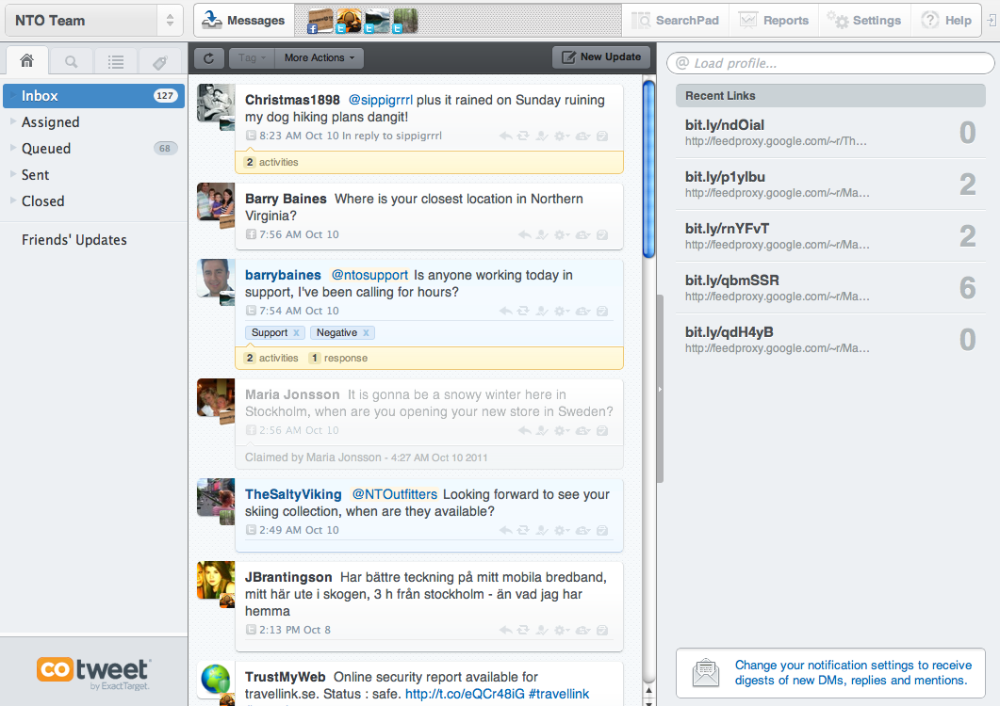 NTO Team
Messages
SearchPad
Reports
Settings
Help
Tag
More Actions
New Update
@ Load profile...
Inbox
127
Assigned
Queued
68
Sent
Closed
Friends' Updates
cotweet
by ExactTarget.
Christmas1898 @sippigrrrl plus it rained on Sunday ruining
my dog hiking plans dangit!
8:23 AM Oct 10 In reply to sippigrrrl
2 activities
Barry Baines Where is your closest location in Northern
Virginia?
7:56 AM Oct 10
barrybaines @ntosupport Is anyone working today in
support, I've been calling for hours?
7:54 AM Oct 10
Support x Negative x
2 activities 1 response
Maria Jonsson It is gonna be a snowy winter here in
Stockholm, when are you opening your new store in Sweden?
2:56 AM Oct 10
Claimed by Maria Jonsson - 4:27 AM Oct 10 2011
TheSaltyViking @NTOutfitters Looking forward to see your
skiing collection, when are they available?
2:49 AM Oct 10
JBrantingson Har bättre teckning på mitt mobila bredband,
mitt här ute i skogen, 3 h från stockholm - än vad jag har
hemma
2:13 PM Oct 8
TrustMyWeb Online security report available for
travellink.se. Status : safe. http://t.co/eQCr48iG #travellink
Recent Links
bit.ly/ndOial
http://feedproxy.google.com/~r/Th...
0
bit.ly/p1ylbu
http://feedproxy.google.com/~r/Ma...
2
bit.ly/rnYFvT
http://feedproxy.google.com/~r/Ma...
2
bit.ly/qbmSSR
http://feedproxy.google.com/~r/Ma...
6
bit.ly/qdH4yB
http://feedproxy.google.com/~r/Ma...
0
Change your notification settings to receive
digests of new DMs, replies and mentions.